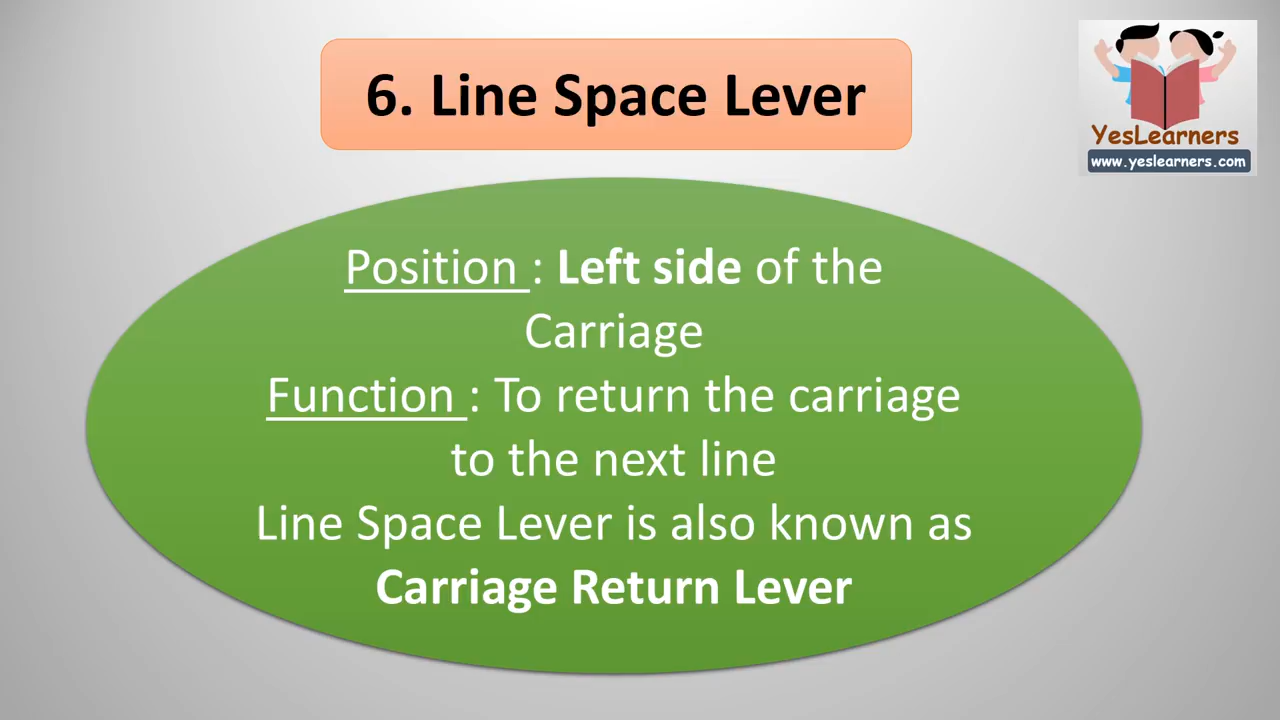 6. Line Space Lever
YesLearners
www.yeslearners.com
Position : Left side of the
Carriage
Function : To return the carriage
to the next line
Line Space Lever is also known as
Carriage Return Lever